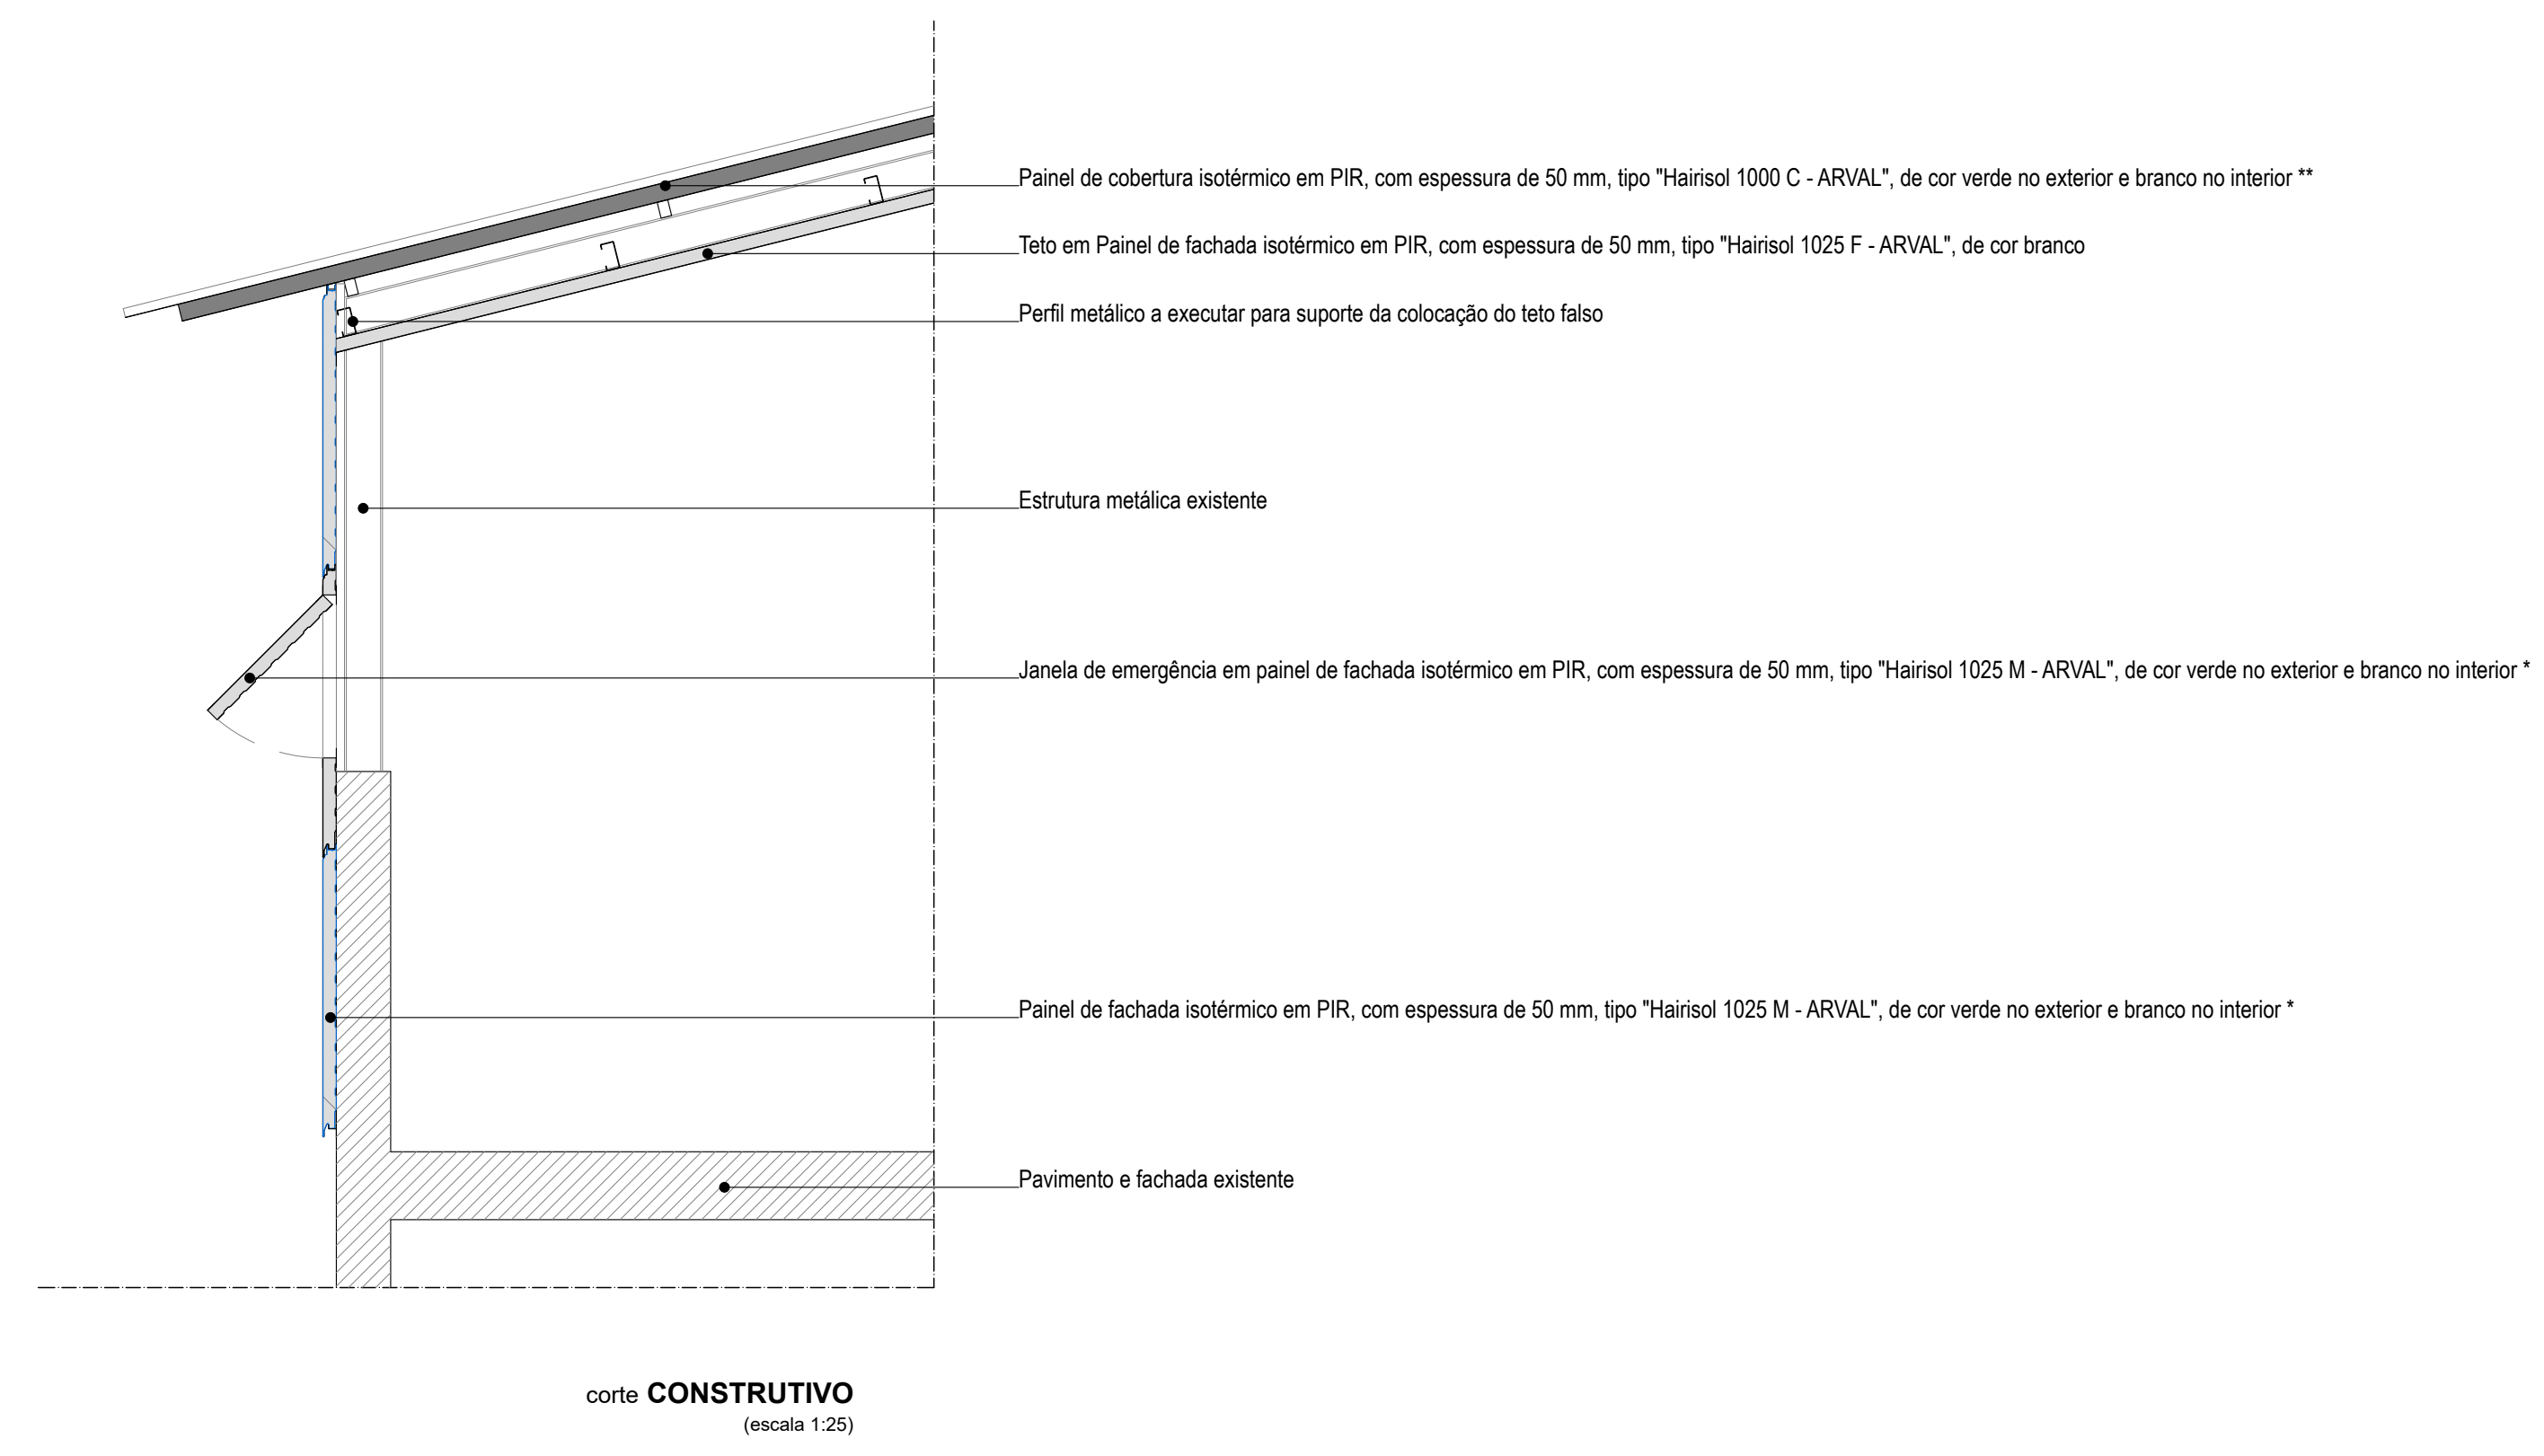 Painel de cobertura isotérmico em PIR, com espessura de 50 mm, tipo "Hairisol 1000 C - ARVAL", de cor verde no exterior e branco no interior **
Teto em Painel de fachada isotérmico em PIR, com espessura de 50 mm, tipo "Hairisol 1025 F - ARVAL", de cor branco
Perfil metálico a executar para suporte da colocação do teto falso
Estrutura metálica existente
Janela de emergência em painel de fachada isotérmico em PIR, com espessura de 50 mm, tipo "Hairisol 1025 M - ARVAL", de cor verde no exterior e branco no interior *
Painel de fachada isotérmico em PIR, com espessura de 50 mm, tipo "Hairisol 1025 M - ARVAL", de cor verde no exterior e branco no interior *
Pavimento e fachada existente
corte CONSTRUTIVO
(escala 1:25)